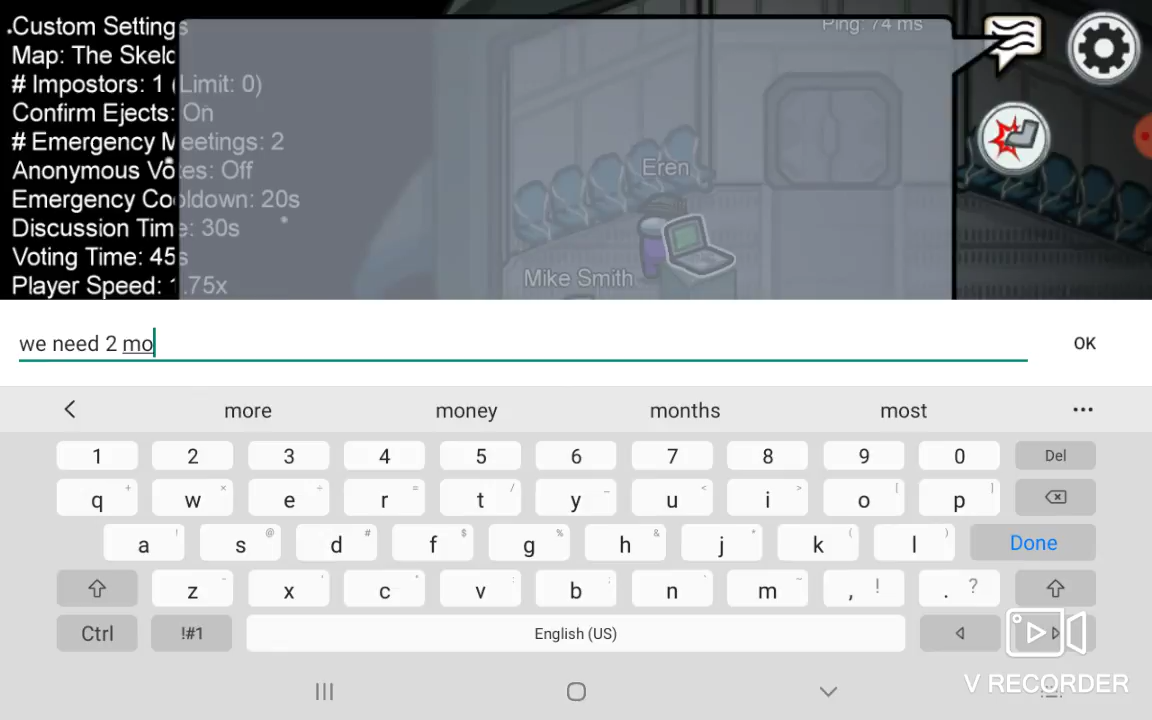 Custom Settings
Ping: 74 ms
Map: The Skeld
# Impostors: 1 (Limit: 0)
Confirm Ejects: On
# Emergency Meetings: 2
Anonymous Votes: Off
Emergency Cooldown: 20s
Discussion Time: 30s
Voting Time: 45s
Player Speed: 1.75x
Eren
Mike Smith
we need 2 mo
OK
more money months most
1 2 3 4 5 6 7 8 9 0 Del
q w e r t y u i o p
a s d f g h j k l Done
z x c v b n m , ! . ?
Ctrl !#1 English (US)
V RECORDER